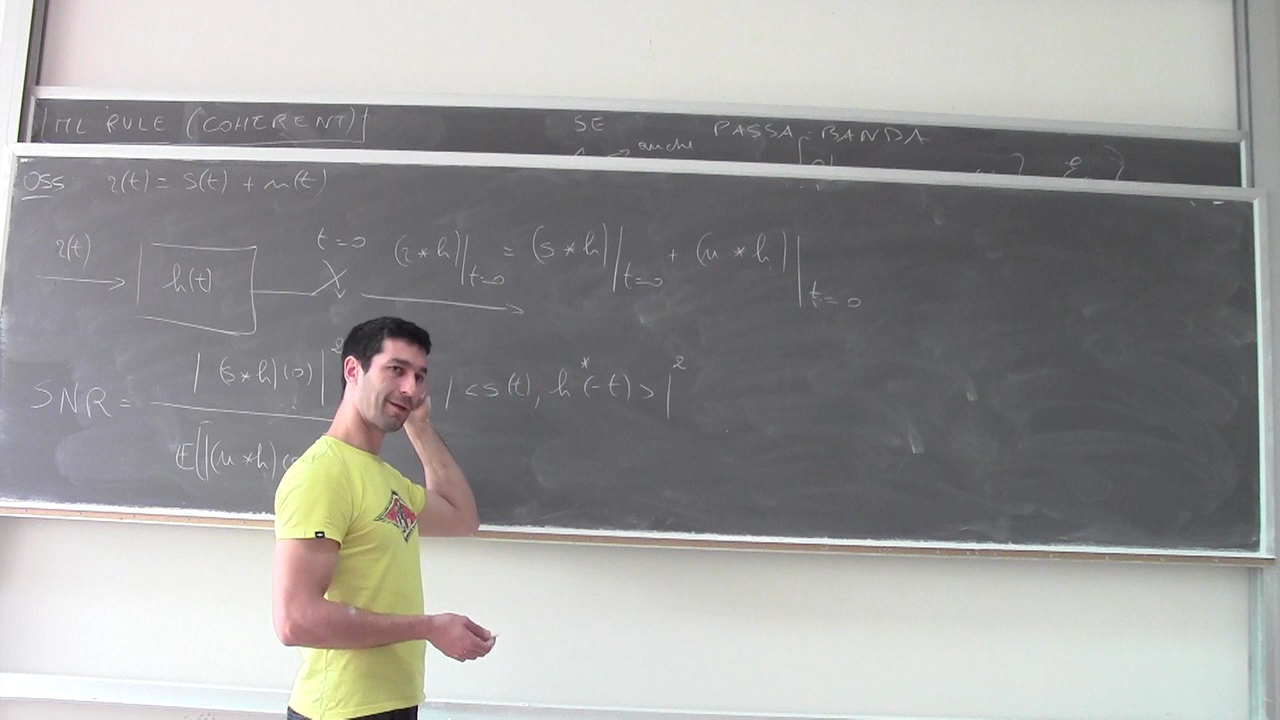 ML RULE (COHERENT)
SE PASSA-BANDA
anche
OSS r(t) = s(t) + n(t)
r(t) h(t) t=0 (r * h)|t=0 = (s * h)|t=0 + (n * h)|t=0
SNR = |(s*h)(0)|² |<s(t), h*(-t)>|²
E[|(n*h)(